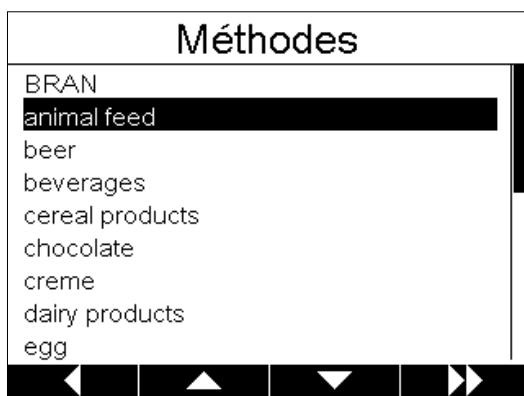 Méthodes
BRAN
animal feed
beer
beverages
cereal products
chocolate
creme
dairy products
egg